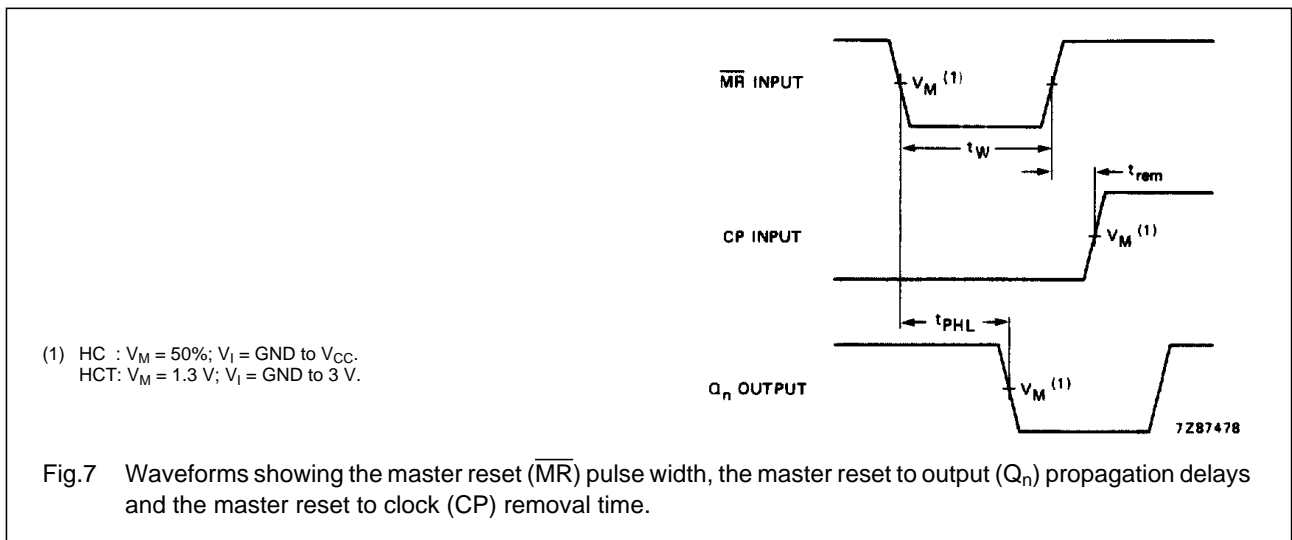 M̅R̅ INPUT
V_M (1)
t_W
t_rem
CP INPUT
V_M (1)
t_PHL
Q_n OUTPUT
V_M (1)
7Z87478
(1) HC : V_M = 50%; V_I = GND to V_CC.
HCT: V_M = 1.3 V; V_I = GND to 3 V.
Fig.7 Waveforms showing the master reset (M̅R̅) pulse width, the master reset to output (Q_n) propagation delays
and the master reset to clock (CP) removal time.